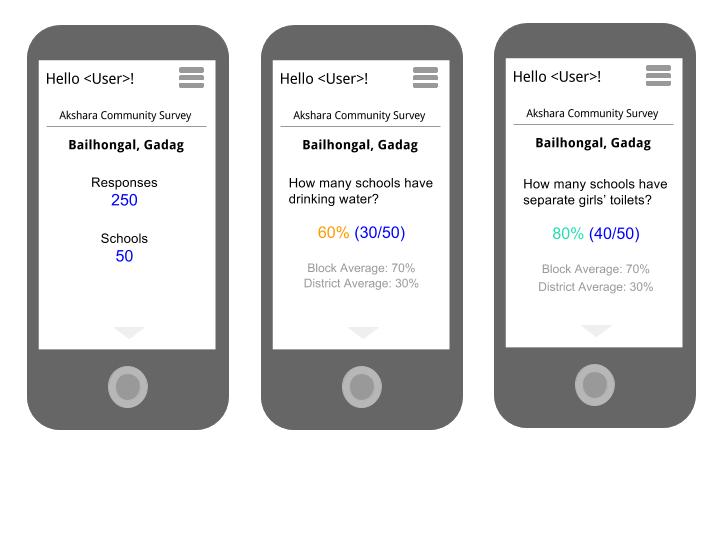 Hello <User>!
Akshara Community Survey
Bailhongal, Gadag
Responses
250
Schools
50
Hello <User>!
Akshara Community Survey
Bailhongal, Gadag
How many schools have
drinking water?
60% (30/50)
Block Average: 70%
District Average: 30%
Hello <User>!
Akshara Community Survey
Bailhongal, Gadag
How many schools have
separate girls’ toilets?
80% (40/50)
Block Average: 70%
District Average: 30%